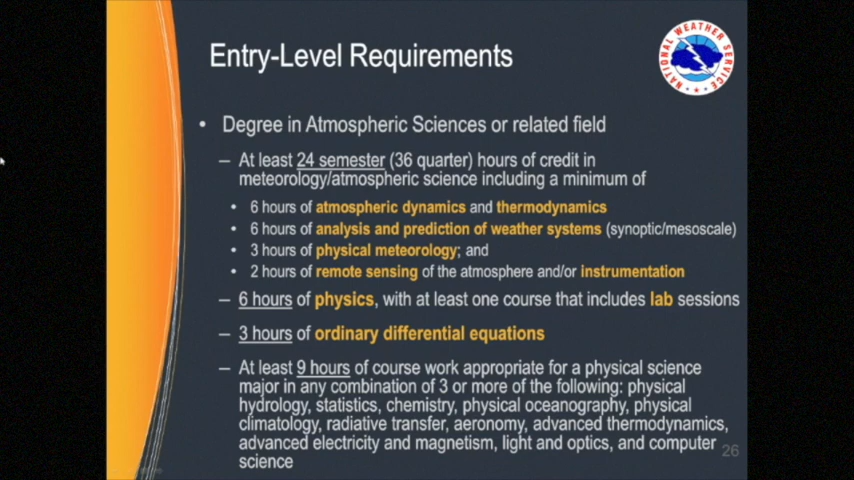 Entry-Level Requirements
NATIONAL WEATHER SERVICE
• Degree in Atmospheric Sciences or related field
– At least 24 semester (36 quarter) hours of credit in
meteorology/atmospheric science including a minimum of
• 6 hours of atmospheric dynamics and thermodynamics
• 6 hours of analysis and prediction of weather systems (synoptic/mesoscale)
• 3 hours of physical meteorology; and
• 2 hours of remote sensing of the atmosphere and/or instrumentation
– 6 hours of physics, with at least one course that includes lab sessions
– 3 hours of ordinary differential equations
– At least 9 hours of course work appropriate for a physical science
major in any combination of 3 or more of the following: physical
hydrology, statistics, chemistry, physical oceanography, physical
climatology, radiative transfer, aeronomy, advanced thermodynamics,
advanced electricity and magnetism, light and optics, and computer
science
26